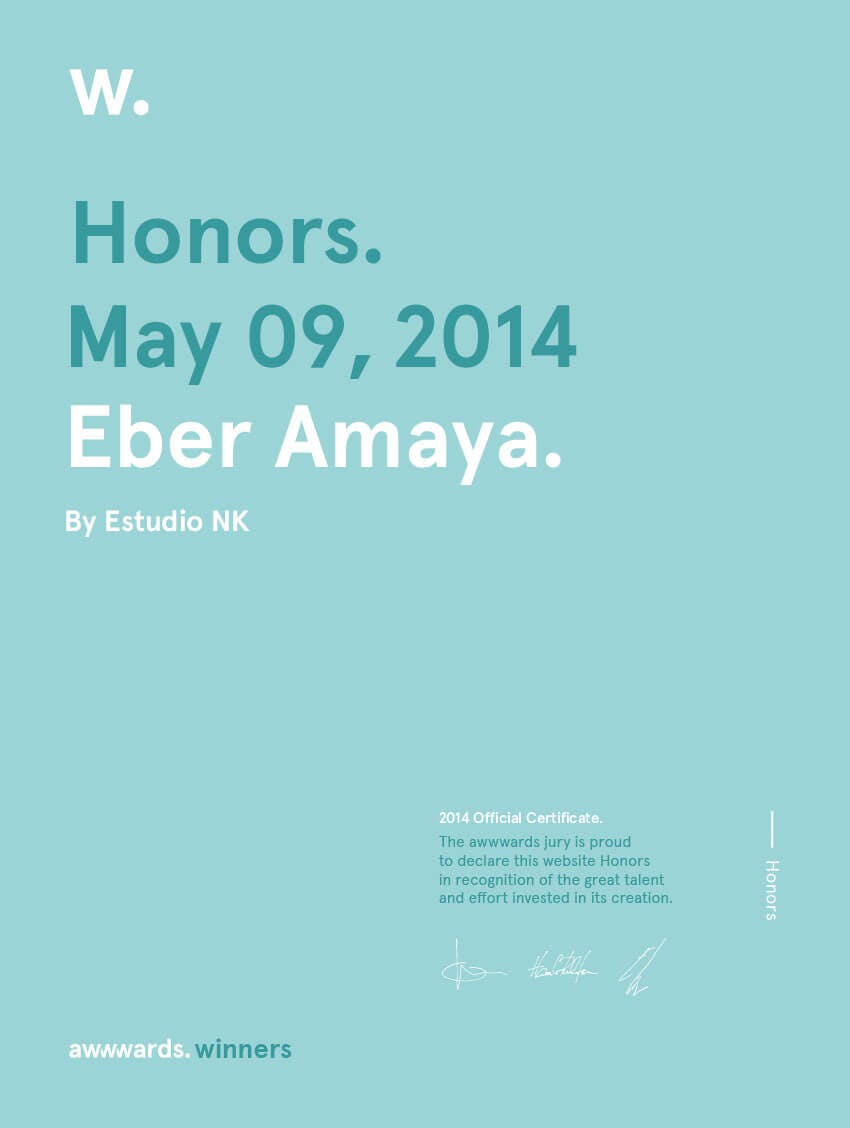 w.
Honors.
May 09, 2014
Eber Amaya.
By Estudio NK
2014 Official Certificate.
The awwwards jury is proud
to declare this website Honors
in recognition of the great talent
and effort invested in its creation.
Honors
awwwards. winners